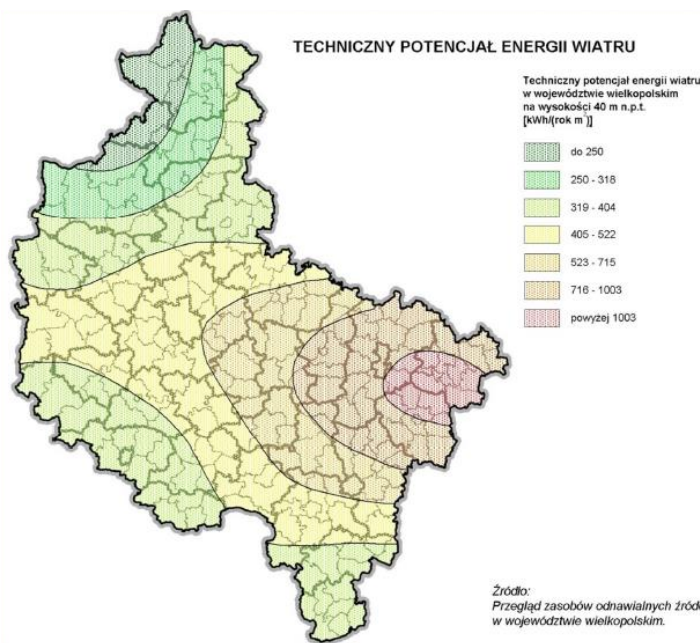 TECHNICZNY POTENCJAŁ ENERGII WIATRU
Techniczny potencjał energii wiatru
w województwie wielkopolskim
na wysokości 40 m n.p.t.
[kWh/(rok m²)]
do 250
250 - 318
319 - 404
405 - 522
523 - 715
716 - 1003
powyżej 1003
Źródło:
Przegląd zasobów odnawialnych źróde
w województwie wielkopolskim.